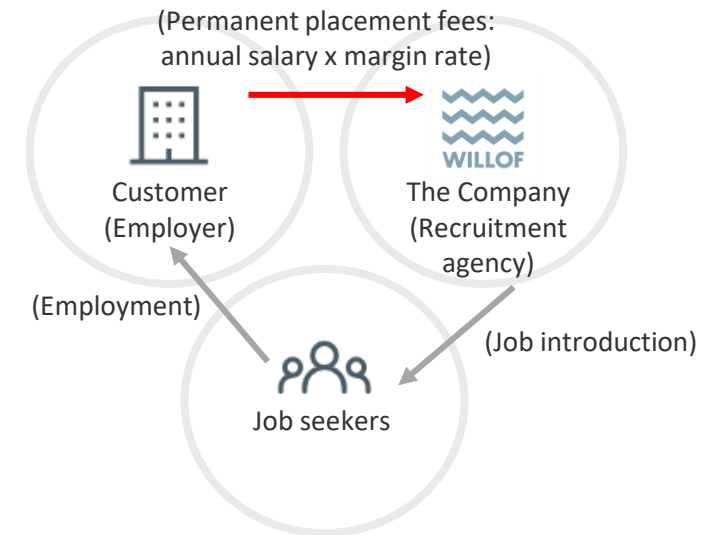 (Permanent placement fees:
annual salary x margin rate)
WILLOF
Customer
(Employer)
The Company
(Recruitment
agency)
(Employment)
(Job introduction)
Job seekers